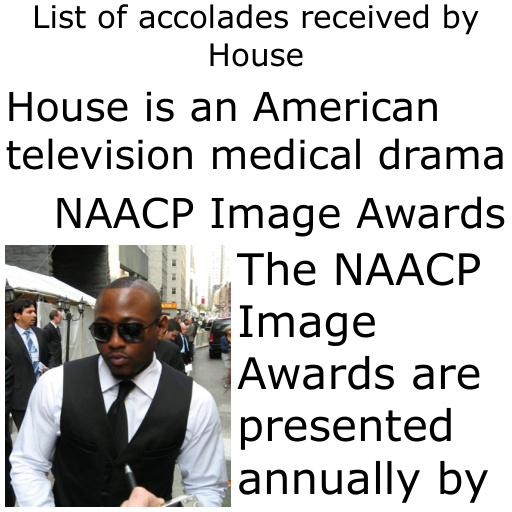 List of accolades received by
House
House is an American
television medical drama
NAACP Image Awards
The NAACP
Image
Awards are
presented
annually by